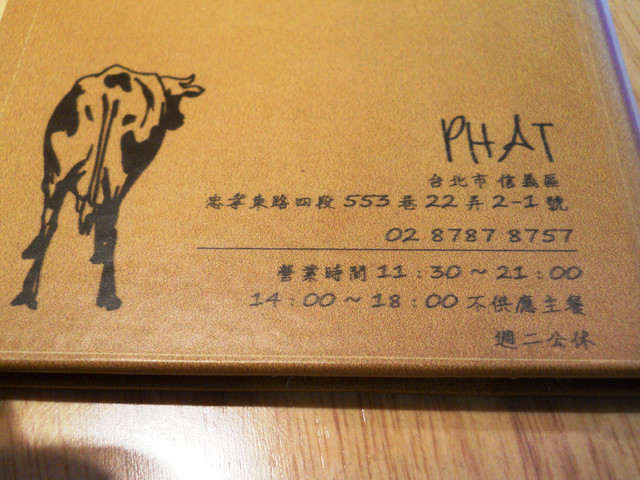 PHAT
台北市 信義區
忠孝東路四段 553 巷 22 弄 2-1 號
02 8787 8757
營業時間 11：30 ~ 21：00
14：00 ~ 18：00 不供應主餐
週二公休